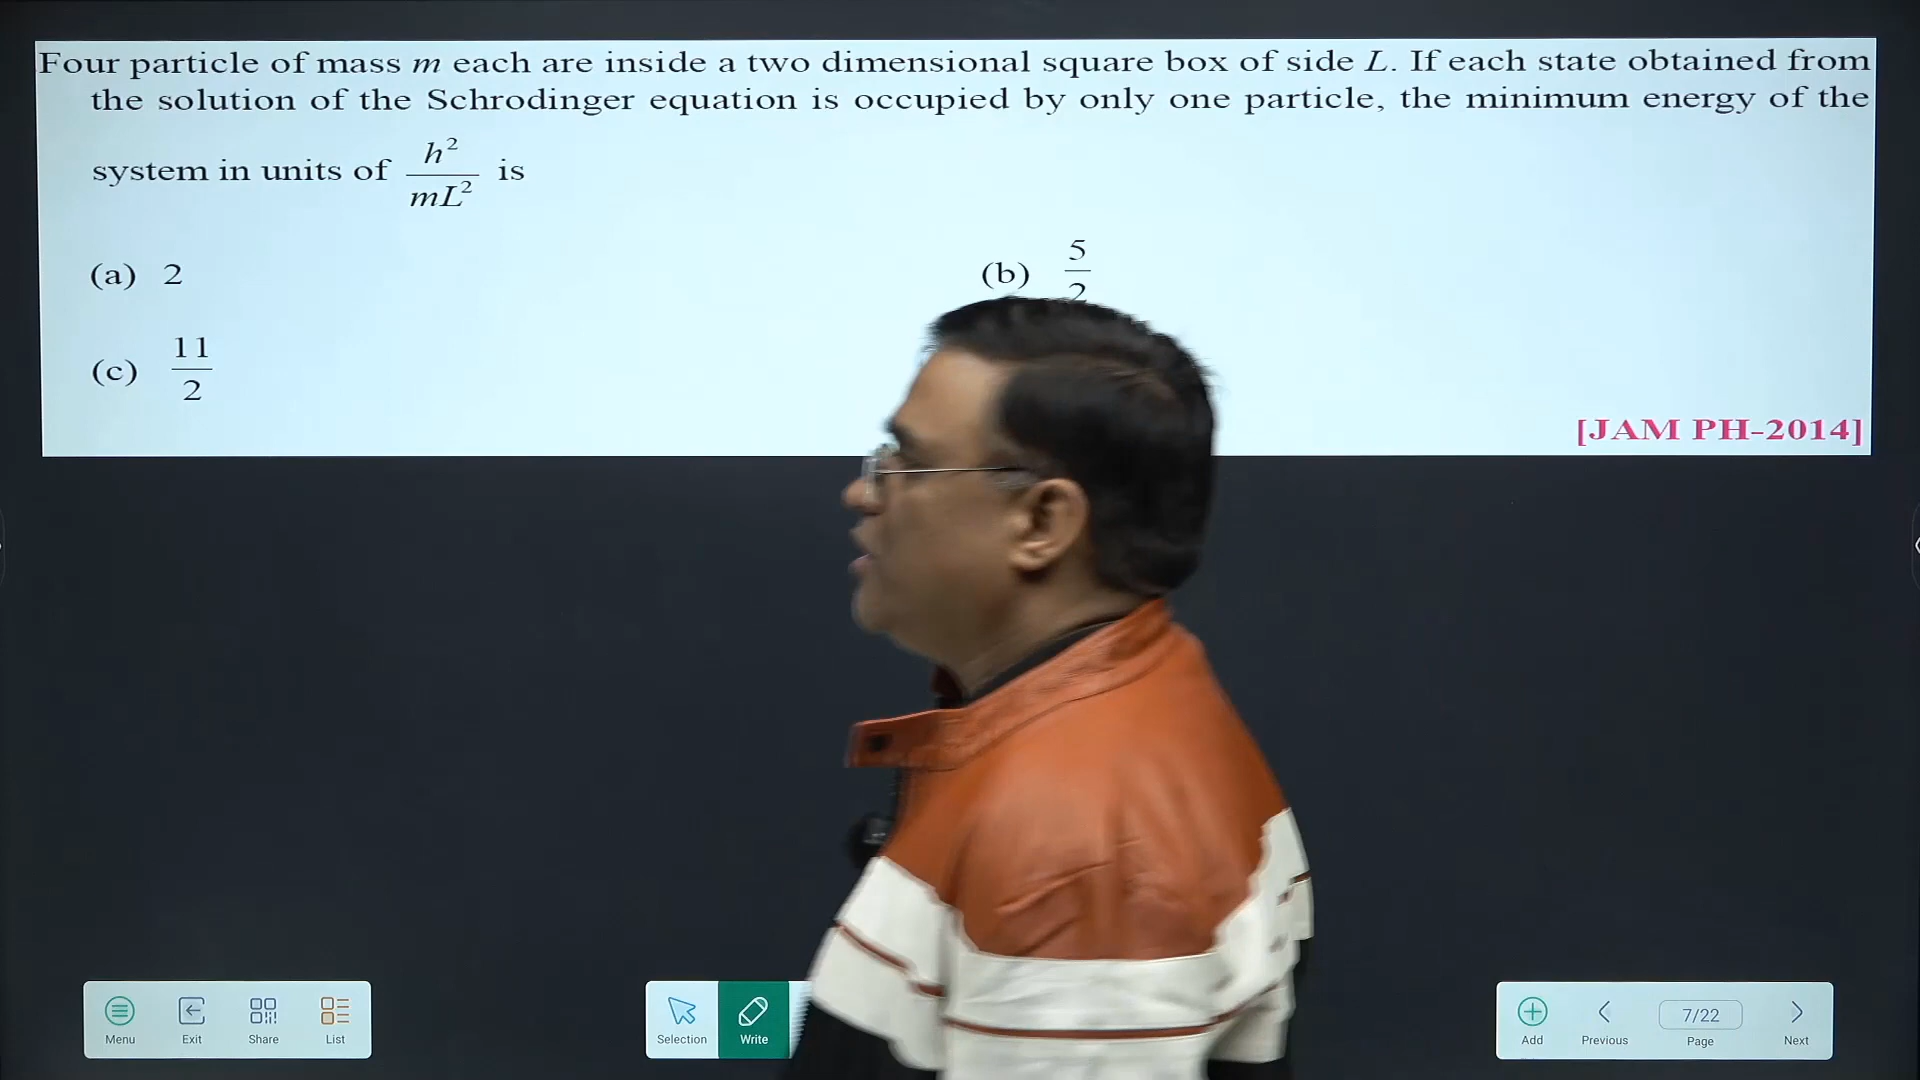 Four particle of mass m each are inside a two dimensional square box of side L. If each state obtained from
the solution of the Schrodinger equation is occupied by only one particle, the minimum energy of the
system in units of h²/mL² is
(a) 2 (b) 5/2
(c) 11/2
[JAM PH-2014]
Menu Exit Share List Selection Write Add Previous 7/22 Page Next